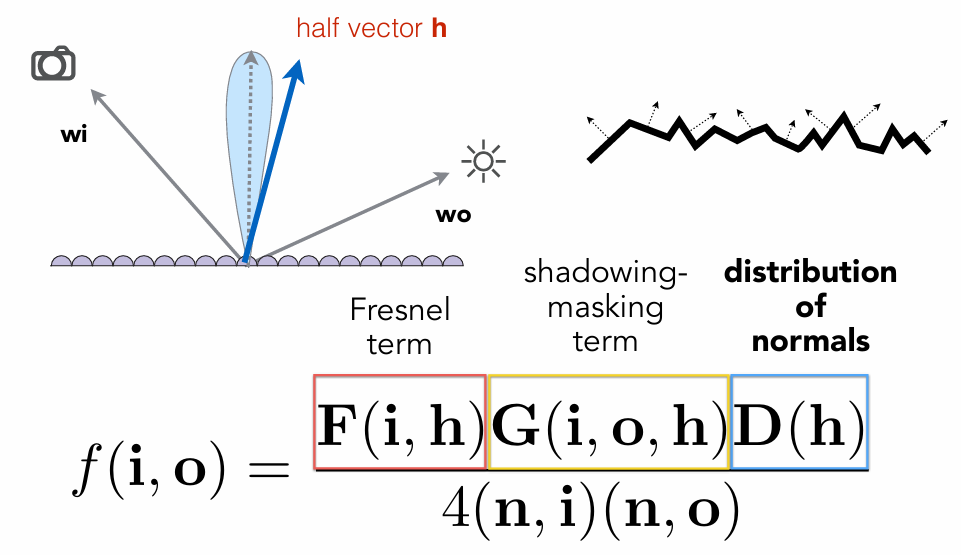 half vector h
wi
wo
Fresnel
term
shadowing-
masking
term
distribution
of
normals
f(i, o) = F(i, h)G(i, o, h)D(h)
4(n, i)(n, o)